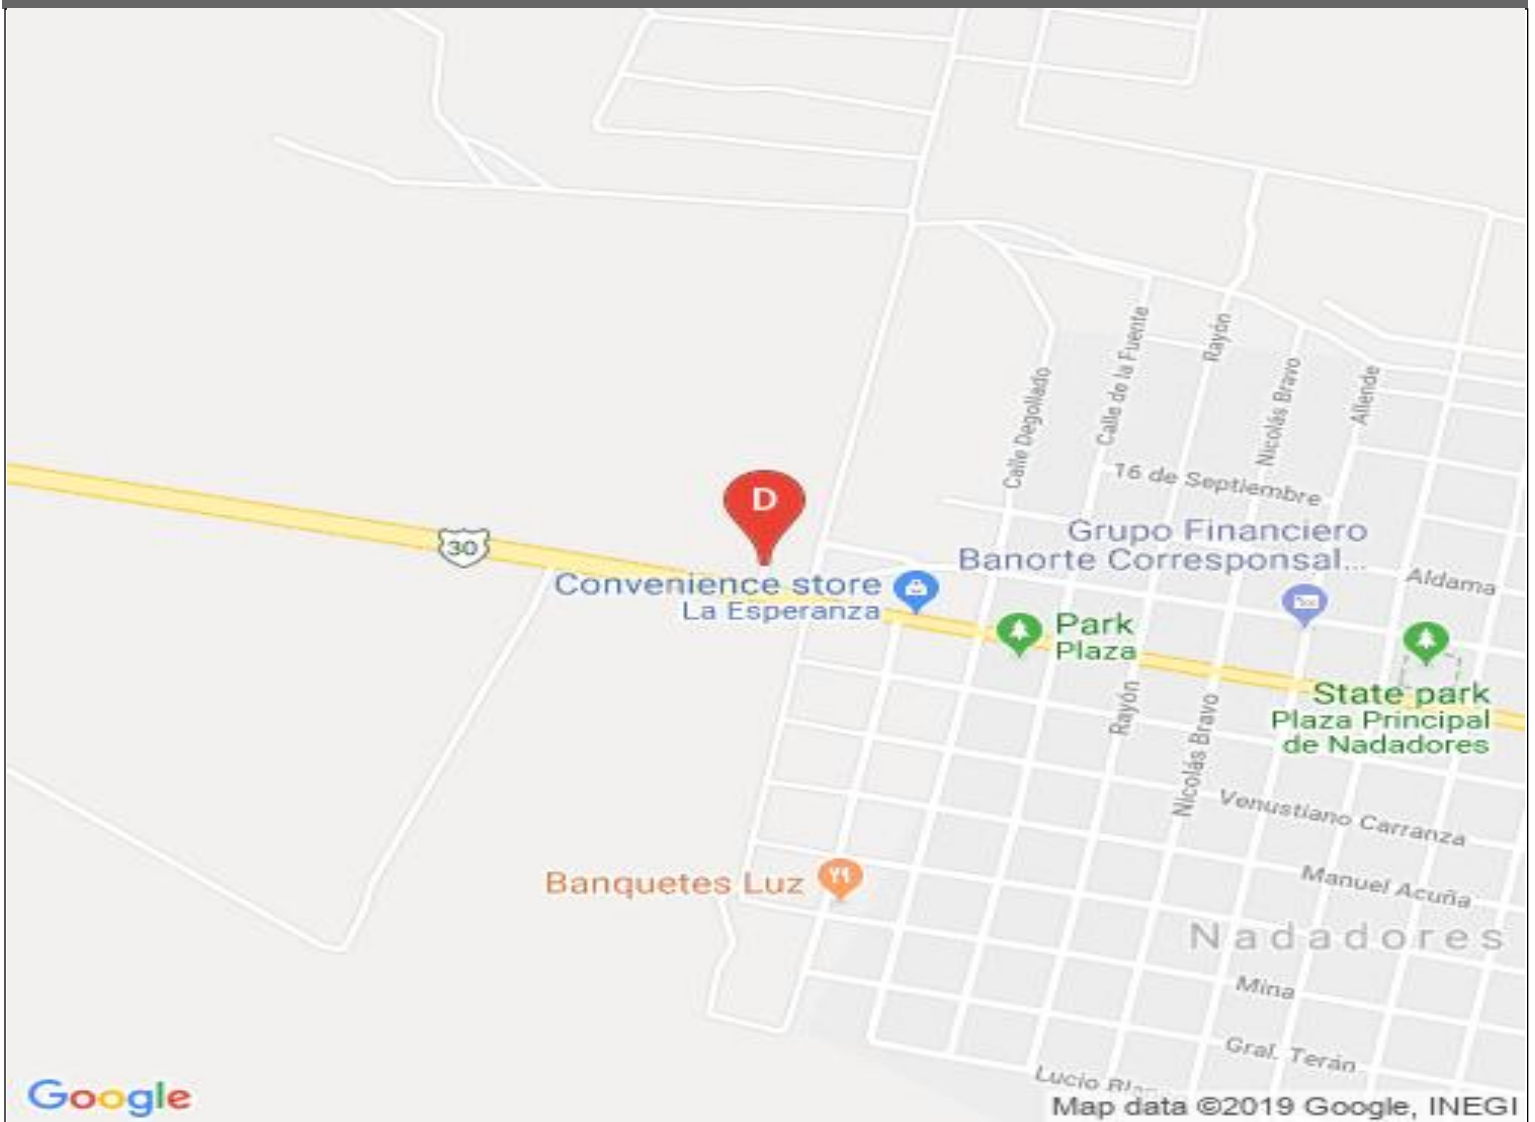 Calle de la Fuente
Rayón
Nicolás Bravo
Allende
Calle Degollado
16 de Septiembre
D
30
Grupo Financiero
Banorte Corresponsal...
Convenience store
La Esperanza
Aldama
Park
Plaza
State park
Plaza Principal
de Nadadores
Rayón
Nicolás Bravo
Venustiano Carranza
Banquetes Luz
Manuel Acuña
Nadadores
Mina
Gral. Terán
Lucio
Google
Map data ©2019 Google, INEGI